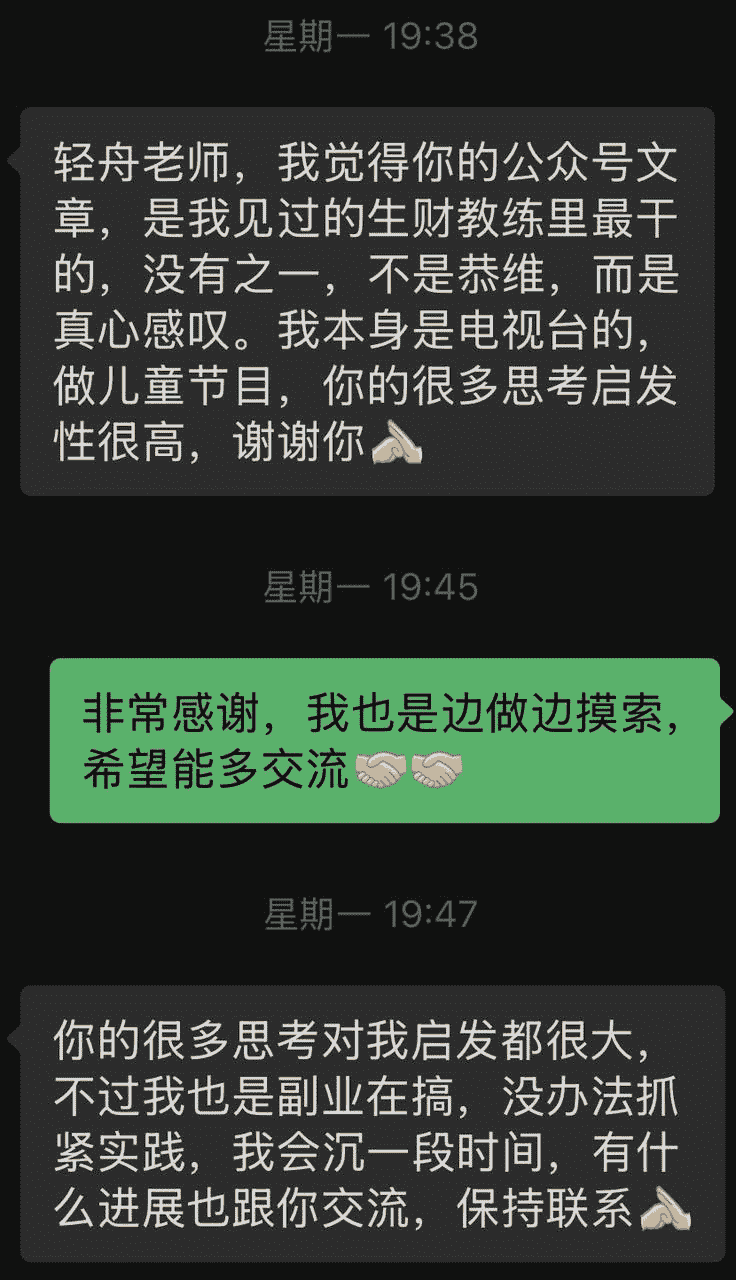 星期一 19:38
轻舟老师，我觉得你的公众号文
章，是我见过的生财教练里最干
的，没有之一，不是恭维，而是
真心感叹。我本身是电视台的，
做儿童节目，你的很多思考启发
性很高，谢谢你🙏🏻
星期一 19:45
非常感谢，我也是边做边摸索，
希望能多交流🤝🤝
星期一 19:47
你的很多思考对我启发都很大，
不过我也是副业在搞，没办法抓
紧实践，我会沉一段时间，有什
么进展也跟你交流，保持联系🙏🏻